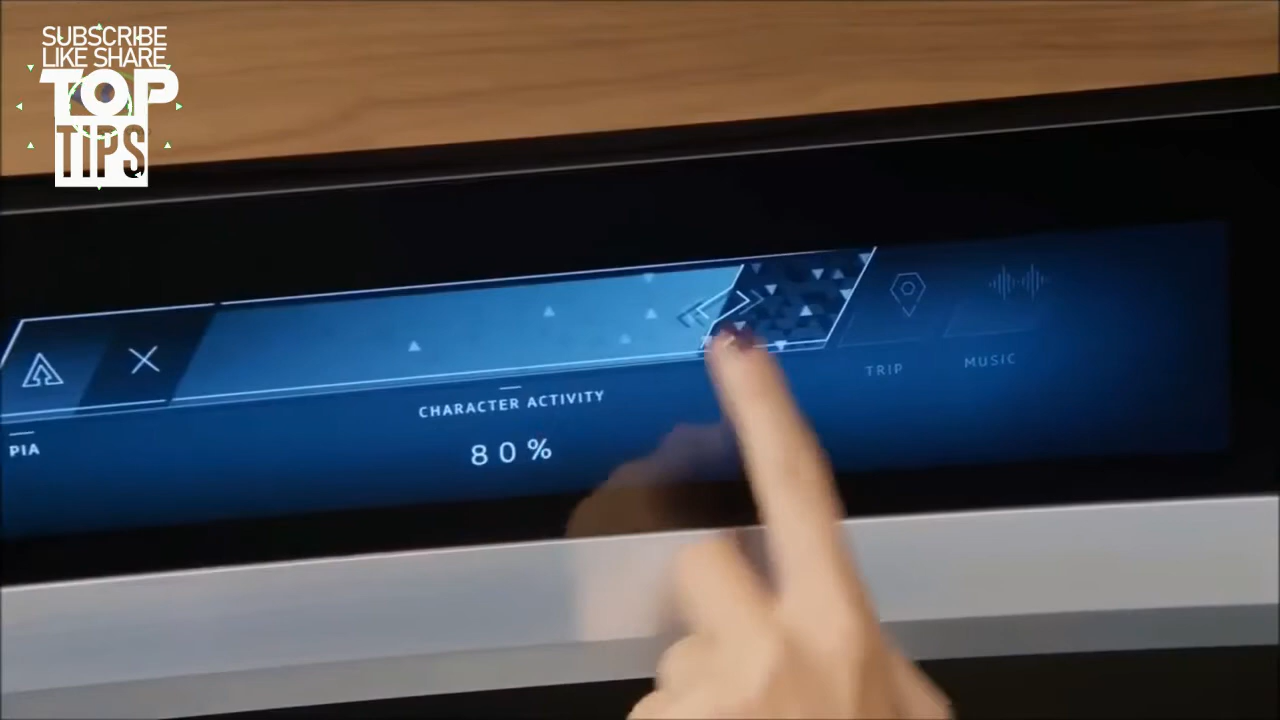 SUBSCRIBE
LIKE SHARE
TOP
TIPS
CHARACTER ACTIVITY
80%
PIA
TRIP
MUSIC